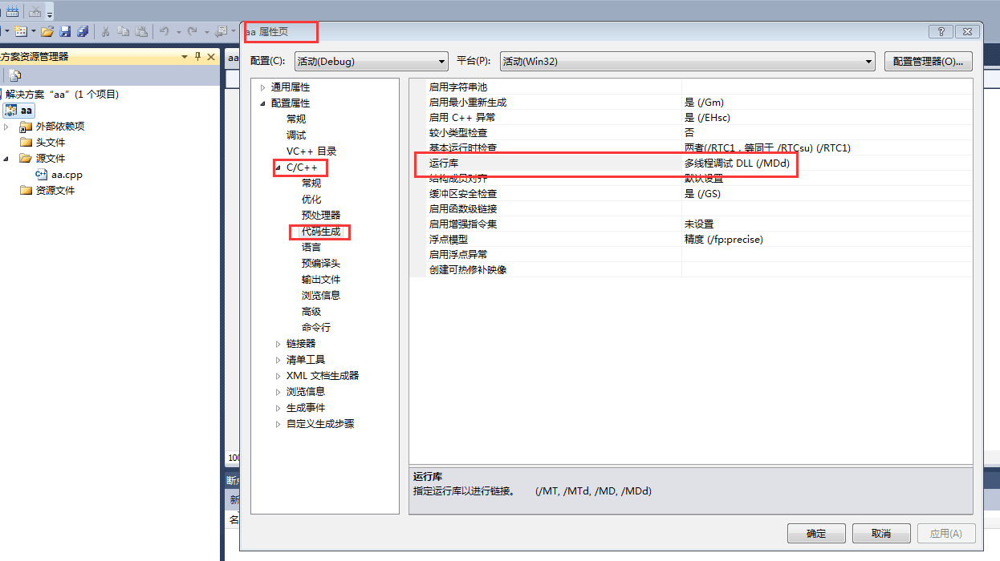 aa 属性页
配置(C): 活动(Debug) 平台(P): 活动(Win32) 配置管理器(O)...
方案资源管理器
解决方案“aa”(1 个项目)
aa
外部依赖项
头文件
源文件
aa.cpp
资源文件
aa
100
断
新
名
通用属性
配置属性
常规
调试
VC++ 目录
C/C++
常规
优化
预处理器
代码生成
语言
预编译头
输出文件
浏览信息
高级
命令行
链接器
清单工具
XML 文档生成器
浏览信息
生成事件
自定义生成步骤
启用字符串池
启用最小重新生成 是 (/Gm)
启用 C++ 异常 是 (/EHsc)
较小类型检查 否
基本运行时检查 两者(/RTC1，等同于 /RTCsu) (/RTC1)
运行库 多线程调试 DLL (/MDd)
结构成员对齐 默认设置
缓冲区安全检查 是 (/GS)
启用函数级链接
启用增强指令集 未设置
浮点模型 精度 (/fp:precise)
启用浮点异常
创建可热修补映像
运行库
指定运行库以进行链接。 (/MT, /MTd, /MD, /MDd)
确定 取消 应用(A)